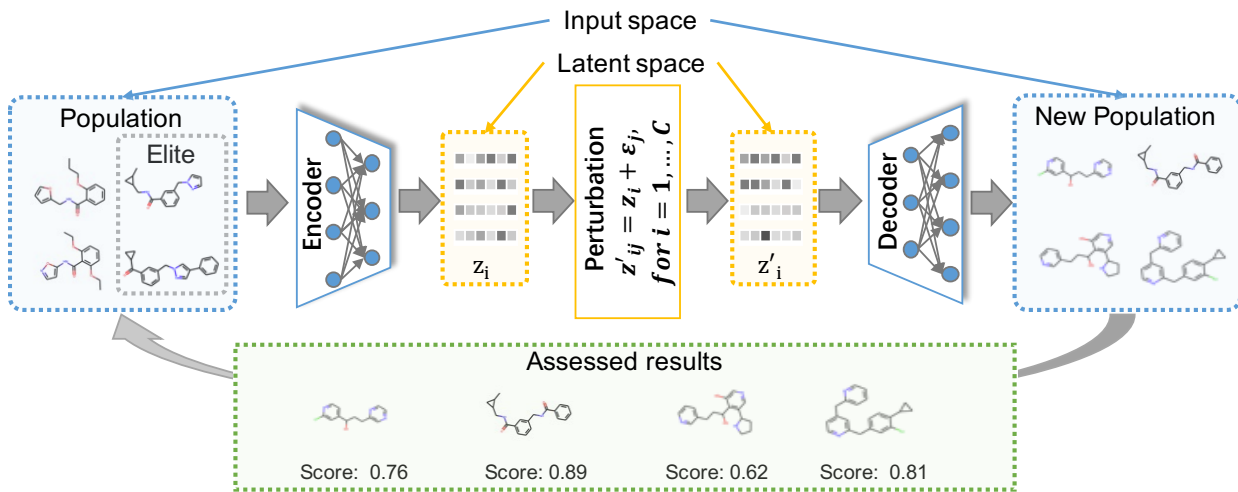 Input space
Latent space
Population
Elite
Encoder
z_i
Perturbation
z'_{ij} = z_i + ε_j,
for i = 1, ..., C
z'_i
Decoder
New Population
Assessed results
Score: 0.76
Score: 0.89
Score: 0.62
Score: 0.81